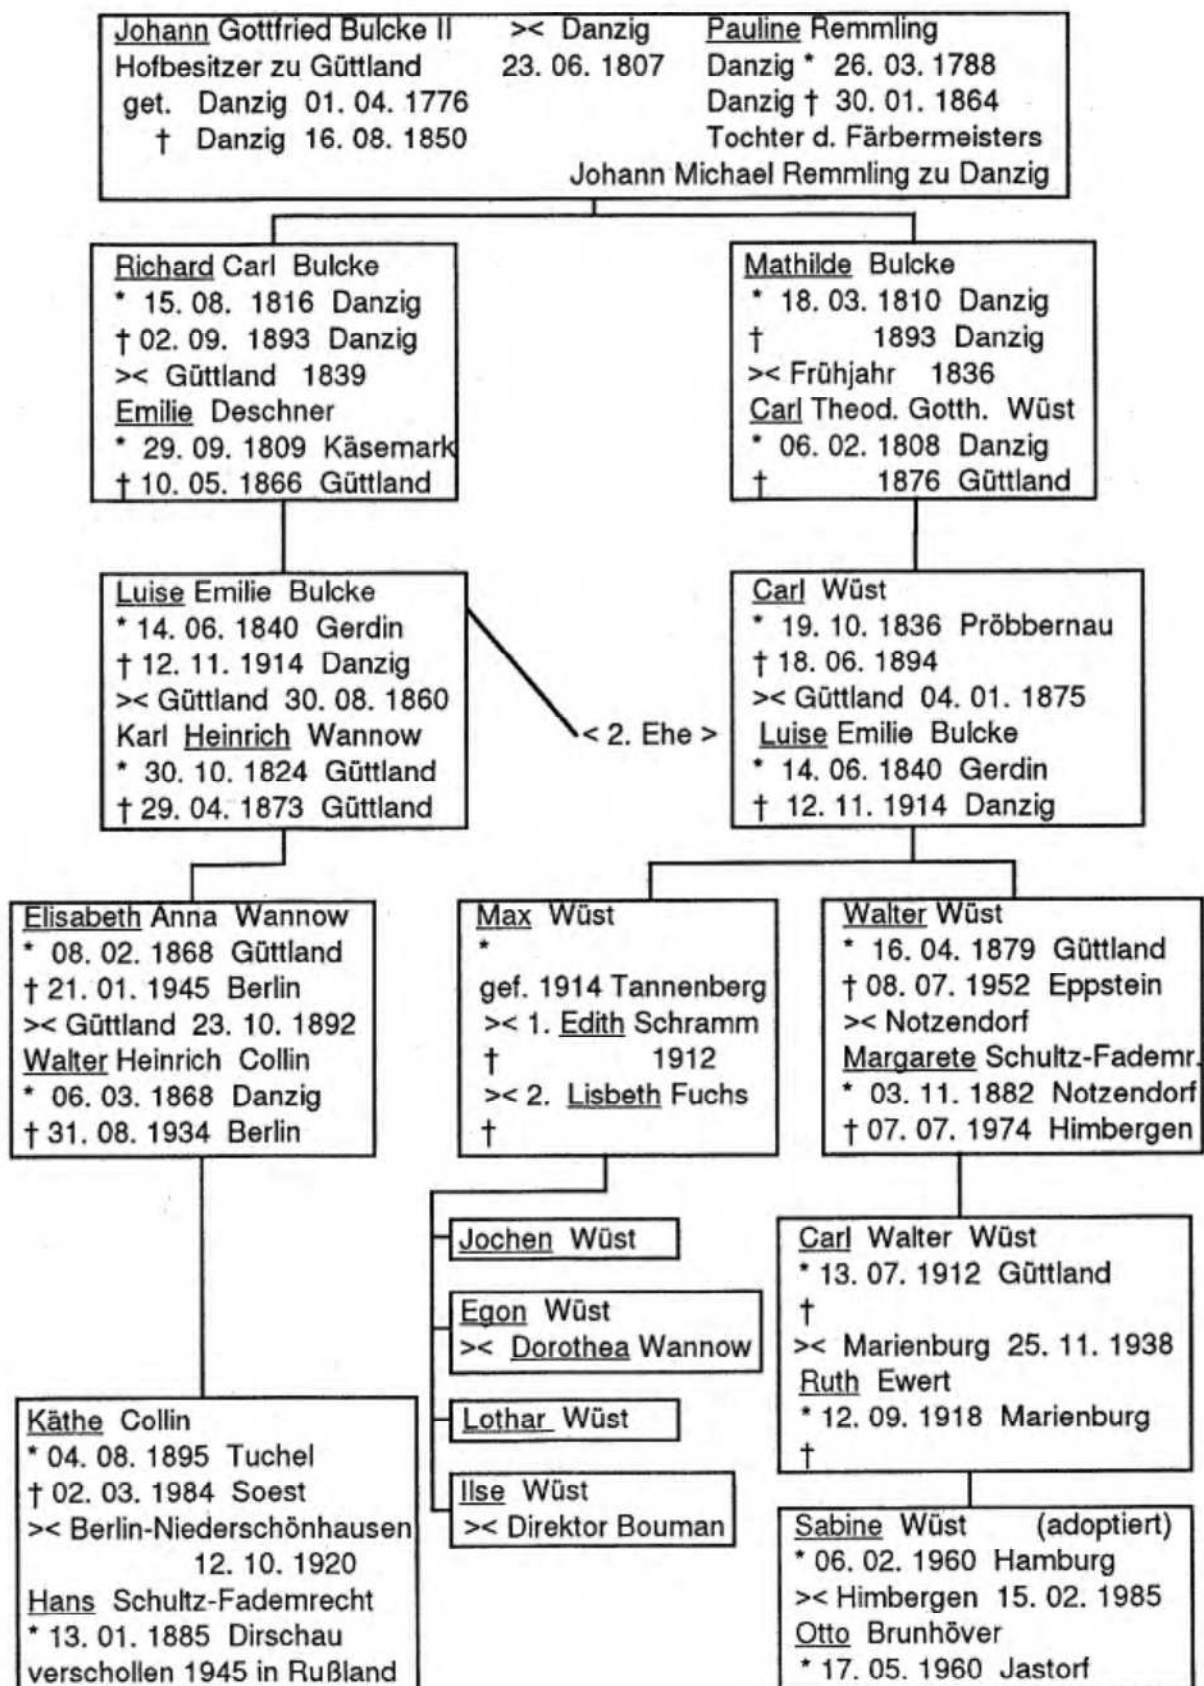 Johann Gottfried Bulcke II >< Danzig Pauline Remmling
Hofbesitzer zu Güttland 23. 06. 1807 Danzig * 26. 03. 1788
get. Danzig 01. 04. 1776 Danzig † 30. 01. 1864
† Danzig 16. 08. 1850 Tochter d. Färbermeisters
Johann Michael Remmling zu Danzig
Richard Carl Bulcke
* 15. 08. 1816 Danzig
† 02. 09. 1893 Danzig
>< Güttland 1839
Emilie Deschner
* 29. 09. 1809 Käsemark
† 10. 05. 1866 Güttland
Mathilde Bulcke
* 18. 03. 1810 Danzig
† 1893 Danzig
>< Frühjahr 1836
Carl Theod. Gotth. Wüst
* 06. 02. 1808 Danzig
† 1876 Güttland
Luise Emilie Bulcke
* 14. 06. 1840 Gerdin
† 12. 11. 1914 Danzig
>< Güttland 30. 08. 1860
Karl Heinrich Wannow
* 30. 10. 1824 Güttland
† 29. 04. 1873 Güttland
< 2. Ehe >
Carl Wüst
* 19. 10. 1836 Pröbbernau
† 18. 06. 1894
>< Güttland 04. 01. 1875
Luise Emilie Bulcke
* 14. 06. 1840 Gerdin
† 12. 11. 1914 Danzig
Elisabeth Anna Wannow
* 08. 02. 1868 Güttland
† 21. 01. 1945 Berlin
>< Güttland 23. 10. 1892
Walter Heinrich Collin
* 06. 03. 1868 Danzig
† 31. 08. 1934 Berlin
Max Wüst
*
gef. 1914 Tannenberg
>< 1. Edith Schramm
† 1912
>< 2. Lisbeth Fuchs
†
Walter Wüst
* 16. 04. 1879 Güttland
† 08. 07. 1952 Eppstein
>< Notzendorf
Margarete Schultz-Fademr.
* 03. 11. 1882 Notzendorf
† 07. 07. 1974 Himbergen
Jochen Wüst
Egon Wüst
>< Dorothea Wannow
Lothar Wüst
Ilse Wüst
>< Direktor Bouman
Carl Walter Wüst
* 13. 07. 1912 Güttland
†
>< Marienburg 25. 11. 1938
Ruth Ewert
* 12. 09. 1918 Marienburg
†
Käthe Collin
* 04. 08. 1895 Tuchel
† 02. 03. 1984 Soest
>< Berlin-Niederschönhausen
12. 10. 1920
Hans Schultz-Fademrecht
* 13. 01. 1885 Dirschau
verschollen 1945 in Rußland
Sabine Wüst (adoptiert)
* 06. 02. 1960 Hamburg
>< Himbergen 15. 02. 1985
Otto Brunhöver
* 17. 05. 1960 Jastorf